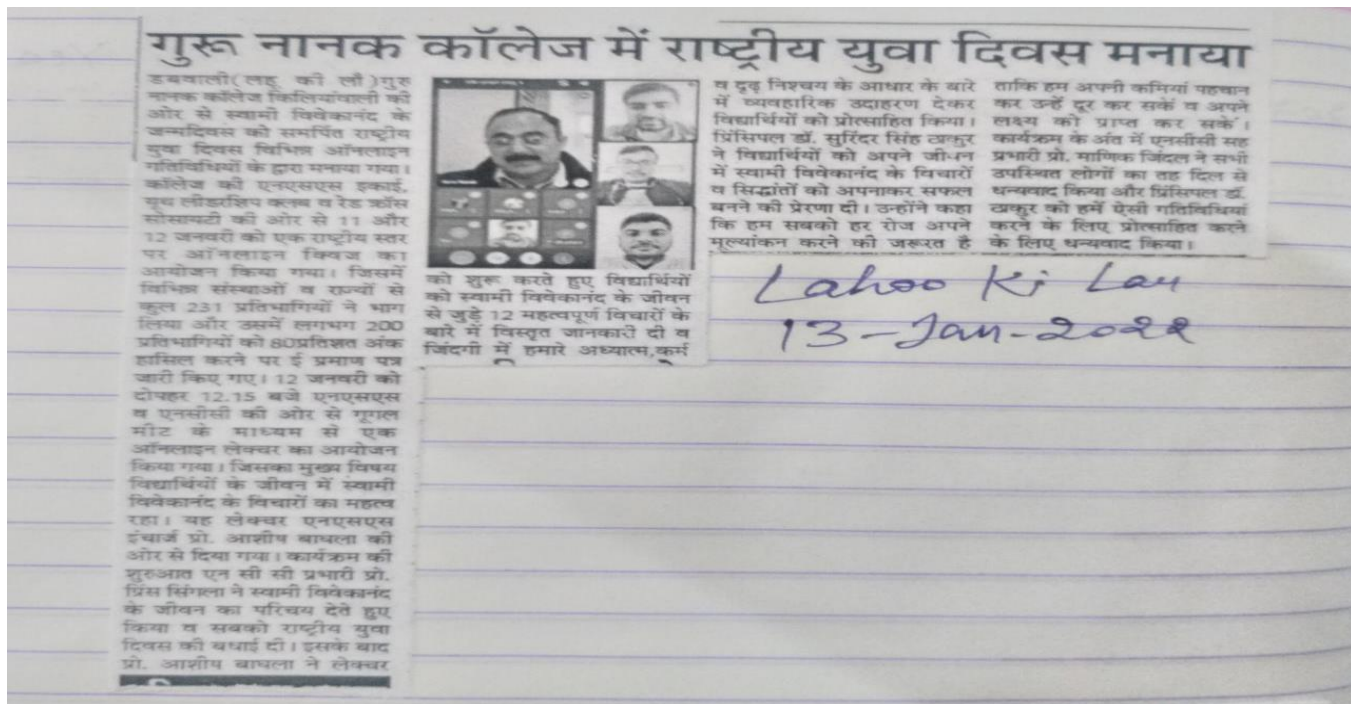 गुरू नानक कॉलेज में राष्ट्रीय युवा दिवस मनाया
डबवाली(लहू की लौ)गुरु
नानक कॉलेज किलियांवाली की
ओर से स्वामी विवेकानंद के
जन्मदिवस को समर्पित राष्ट्रीय
युवा दिवस विभिन्न ऑनलाइन
गतिविधियों के द्वारा मनाया गया।
कॉलेज की एनएसएस इकाई,
यूथ लीडरशिप क्लब व रेड क्रॉस
सोसायटी की ओर से 11 और
12 जनवरी को एक राष्ट्रीय स्तर
पर ऑनलाइन क्विज का
आयोजन किया गया। जिसमें
विभिन्न संस्थाओं व राज्यों से
कुल 231 प्रतिभागियों ने भाग
लिया और उसमें लगभग 200
प्रतिभागियों को 80प्रतिशत अंक
हासिल करने पर ई प्रमाण पत्र
जारी किए गए। 12 जनवरी को
दोपहर 12.15 बजे एनएसएस
व एनसीसी की ओर से गूगल
मीट के माध्यम से एक
ऑनलाइन लेक्चर का आयोजन
किया गया। जिसका मुख्य विषय
विद्यार्थियों के जीवन में स्वामी
विवेकानंद के विचारों का महत्व
रहा। यह लेक्चर एनएसएस
इंचार्ज प्रो. आशीष बाघला की
ओर से दिया गया। कार्यक्रम की
शुरुआत एन सी सी प्रभारी प्रो.
प्रिंस सिंगला ने स्वामी विवेकानंद
के जीवन का परिचय देते हुए
किया व सबको राष्ट्रीय युवा
दिवस की बधाई दी। इसके बाद
प्रो. आशीष बाघला ने लेक्चर
को शुरू करते हुए विद्यार्थियों
को स्वामी विवेकानंद के जीवन
से जुड़े 12 महत्वपूर्ण विचारों के
बारे में विस्तृत जानकारी दी व
जिंदगी में हमारे अध्यात्म,कर्म
व दृढ़ निश्चय के आधार के बारे
में व्यवहारिक उदाहरण देकर
विद्यार्थियों को प्रोत्साहित किया।
प्रिंसिपल डॉ. सुरिंदर सिंह ठाकुर
ने विद्यार्थियों को अपने जीवन
में स्वामी विवेकानंद के विचारों
व सिद्धांतों को अपनाकर सफल
बनने की प्रेरणा दी। उन्होंने कहा
कि हम सबको हर रोज अपने
मूल्यांकन करने की जरूरत है
ताकि हम अपनी कमियां पहचान
कर उन्हें दूर कर सकें व अपने
लक्ष्य को प्राप्त कर सकें।
कार्यक्रम के अंत में एनसीसी सह
प्रभारी प्रो. माणिक जिंदल ने सभी
उपस्थित लोगों का तह दिल से
धन्यवाद किया और प्रिंसिपल डॉ.
ठाकुर को हमें ऐसी गतिविधियां
करने के लिए प्रोत्साहित करने
के लिए धन्यवाद किया।
Lahoo Ki Lau
13-Jan-2022